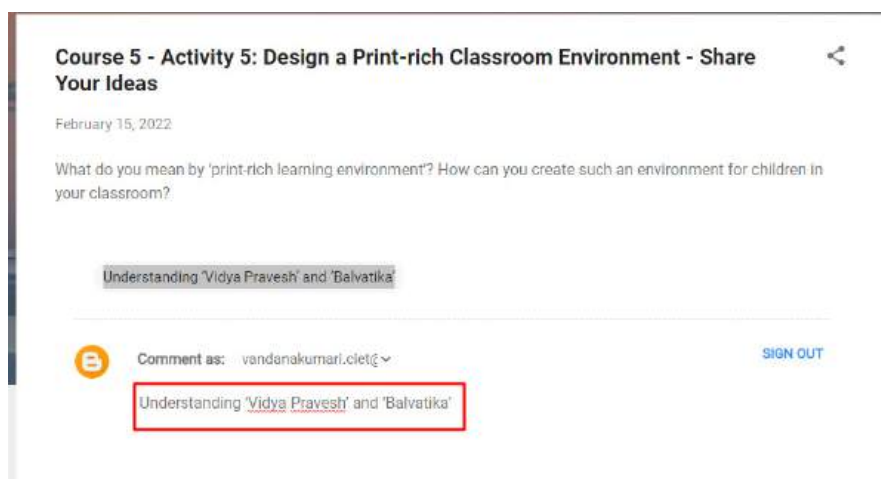 Course 5 - Activity 5: Design a Print-rich Classroom Environment - Share
Your Ideas
February 15, 2022
What do you mean by 'print-rich learning environment'? How can you create such an environment for children in
your classroom?
Understanding 'Vidya Pravesh' and 'Balvatika'
Comment as: vandanakumari.ciet@
SIGN OUT
Understanding 'Vidya Pravesh' and 'Balvatika'